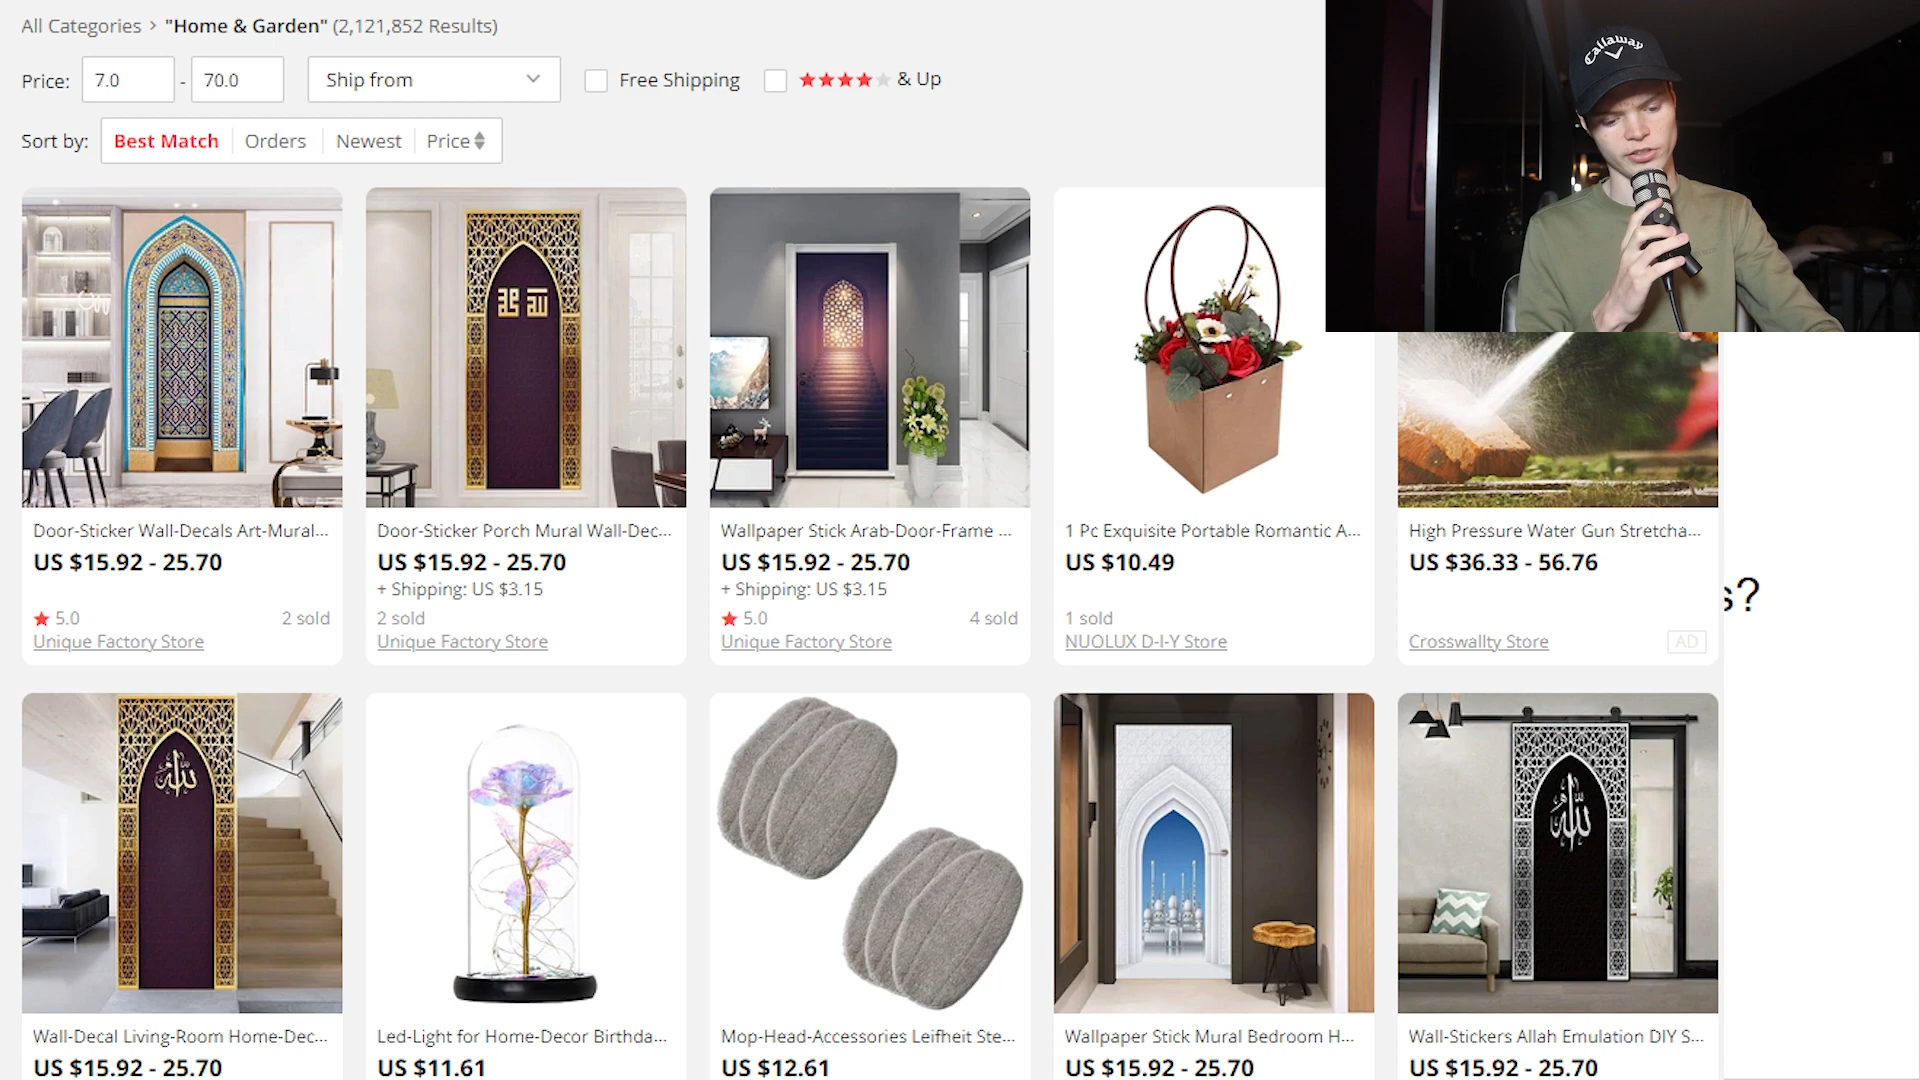 All Categories > "Home & Garden" (2,121,852 Results)
Price: 7.0 - 70.0 Ship from Free Shipping & Up
Sort by: Best Match Orders Newest Price
Callaway
Door-Sticker Wall-Decals Art-Mural...
US $15.92 - 25.70
5.0 2 sold
Unique Factory Store
Door-Sticker Porch Mural Wall-Dec...
US $15.92 - 25.70
+ Shipping: US $3.15
2 sold
Unique Factory Store
Wallpaper Stick Arab-Door-Frame ...
US $15.92 - 25.70
+ Shipping: US $3.15
5.0 4 sold
Unique Factory Store
1 Pc Exquisite Portable Romantic A...
US $10.49
1 sold
NUOLUX D-I-Y Store
High Pressure Water Gun Stretcha...
US $36.33 - 56.76
Crosswallty Store AD
s?
الله
Wall-Decal Living-Room Home-Dec...
US $15.92 - 25.70
Led-Light for Home-Decor Birthda...
US $11.61
Mop-Head-Accessories Leifheit Ste...
US $12.61
Wallpaper Stick Mural Bedroom H...
US $15.92 - 25.70
الله
Wall-Stickers Allah Emulation DIY S...
US $15.92 - 25.70